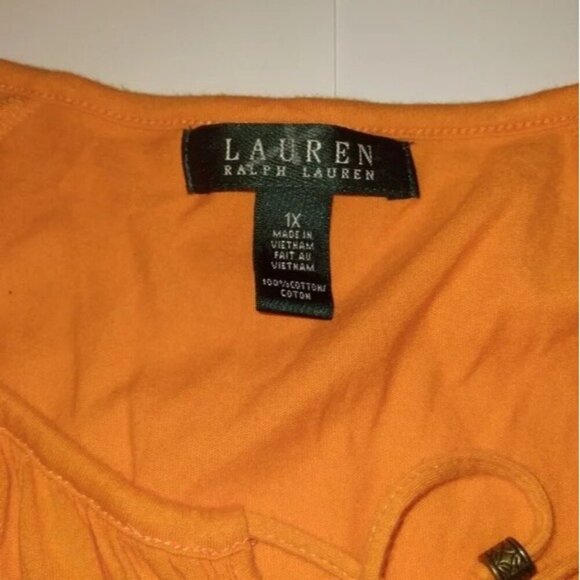 LAUREN
RALPH LAUREN
1X
MADE IN
VIETNAM
FAIT AU
VIETNAM
100%COTTON/
COTON